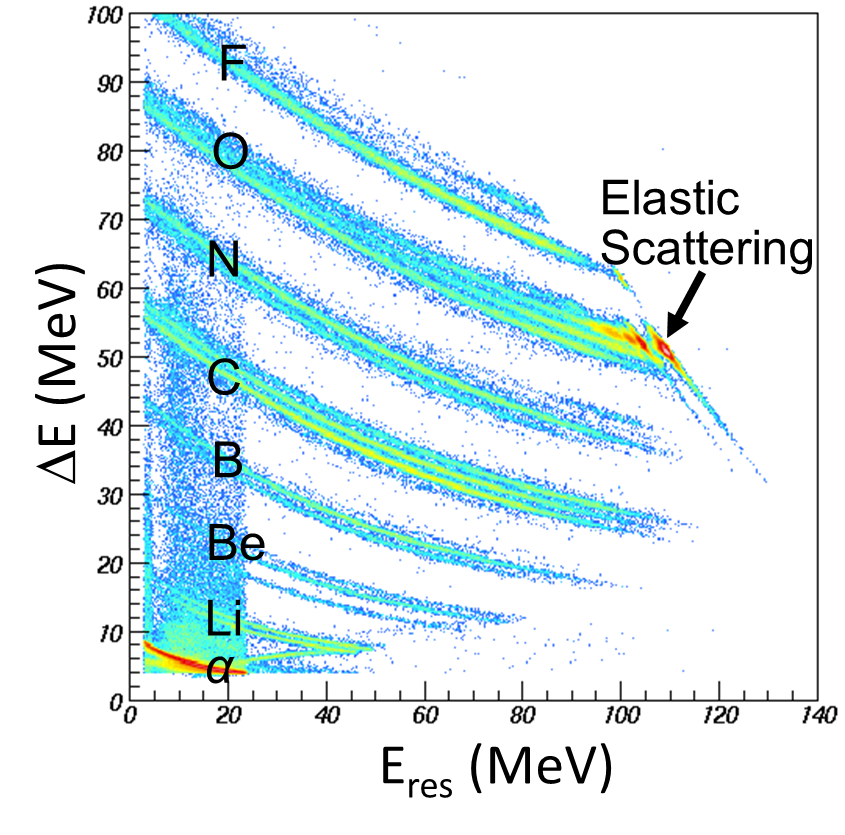 100
90
80
70
60
50
40
30
20
10
0
ΔE (MeV)
F
O
N
C
B
Be
Li
α
Elastic
Scattering
0 20 40 60 80 100 120 140
E_res (MeV)